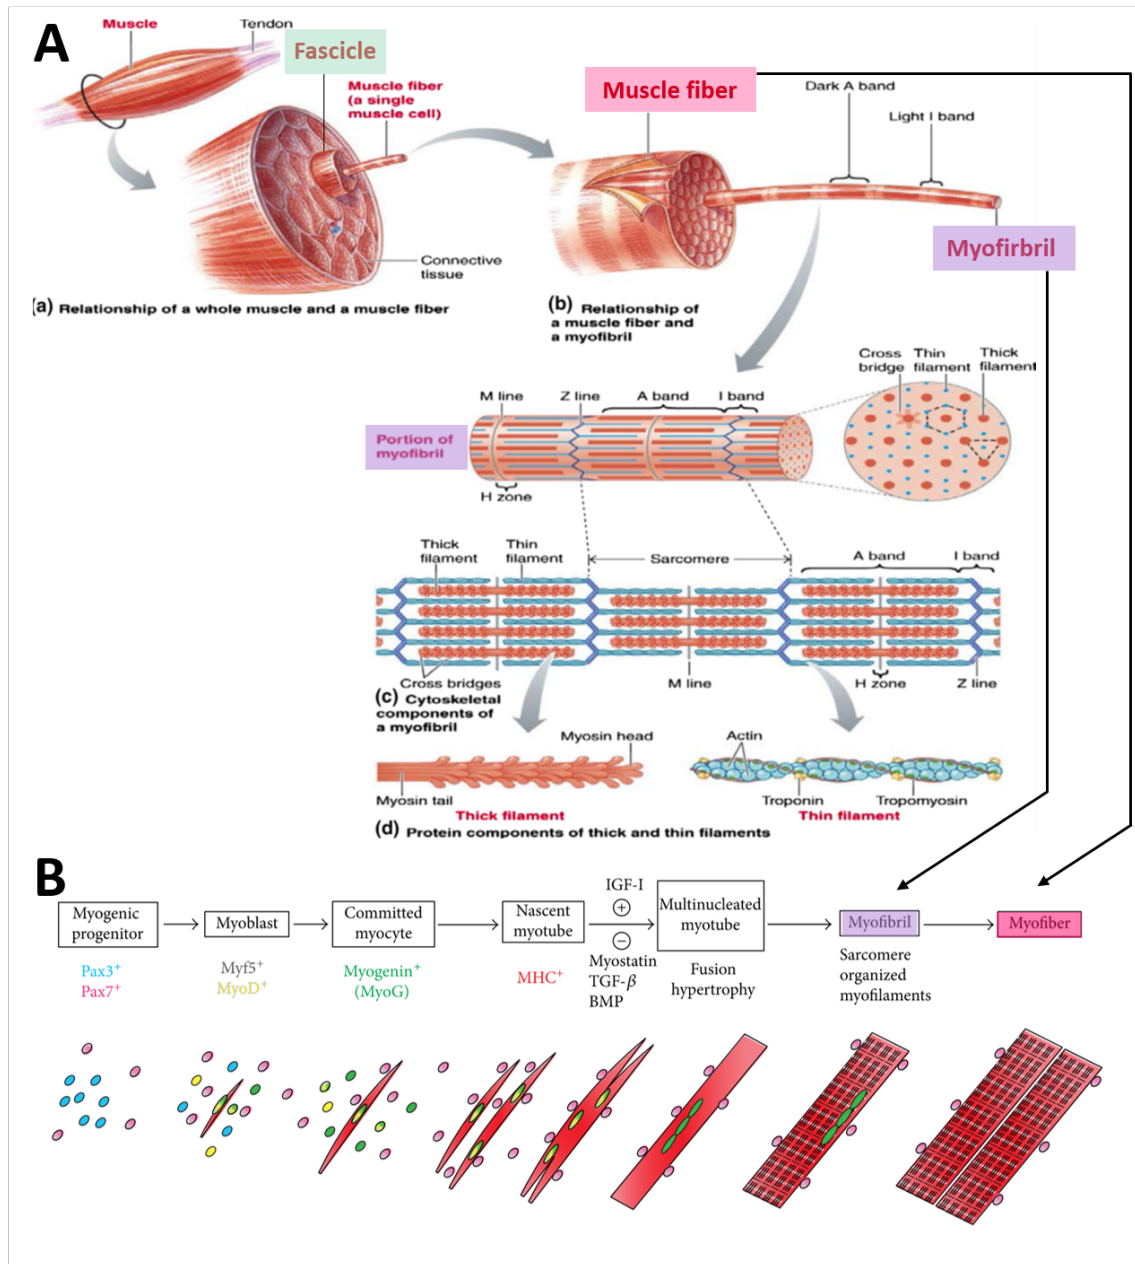 A
Muscle
Tendon
Fascicle
Muscle fiber
(a single
muscle cell)
Connective
tissue
(a) Relationship of a whole muscle and a muscle fiber
Muscle fiber
Dark A band
Light I band
Myofirbril
(b) Relationship of
a muscle fiber and
a myofibril
Cross
bridge
Thin
filament
Thick
filament
M line
Z line
A band
I band
Portion of
myofibril
H zone
Thick
filament
Thin
filament
Sarcomere
A band
I band
Cross bridges
M line
H zone
Z line
(c) Cytoskeletal
components of
a myofibril
Myosin head
Myosin tail
Thick filament
Actin
Troponin
Tropomyosin
Thin filament
(d) Protein components of thick and thin filaments
B
Myogenic
progenitor
Pax3+
Pax7+
Myoblast
Myf5+
MyoD+
Committed
myocyte
Myogenin+
(MyoG)
Nascent
myotube
MHC+
IGF-I
+
−
Myostatin
TGF-β
BMP
Multinucleated
myotube
Fusion
hypertrophy
Myofibril
Sarcomere
organized
myofilaments
Myofiber